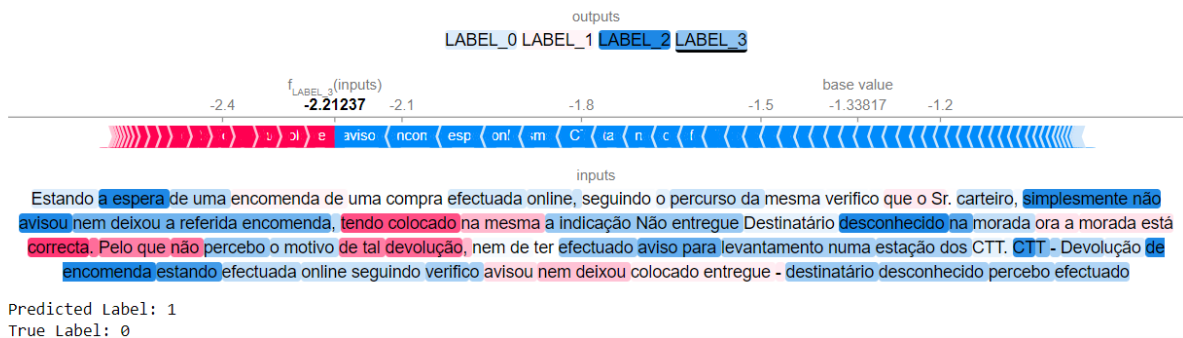 outputs
LABEL_0 LABEL_1 LABEL_2 LABEL_3
f LABEL_3 (inputs) base value
-2.4 -2.21237 -2.1 -1.8 -1.5 -1.33817 -1.2
aviso esp
inputs
Estando a espera de uma encomenda de uma compra efectuada online, seguindo o percurso da mesma verifico que o Sr. carteiro, simplesmente não
avisou nem deixou a referida encomenda, tendo colocado na mesma a indicação Não entregue Destinatário desconhecido na morada ora a morada está
correcta. Pelo que não percebo o motivo de tal devolução, nem de ter efectuado aviso para levantamento numa estação dos CTT. CTT - Devolução de
encomenda estando efectuada online seguindo verifico avisou nem deixou colocado entregue - destinatário desconhecido percebo efectuado
Predicted Label: 1
True Label: 0